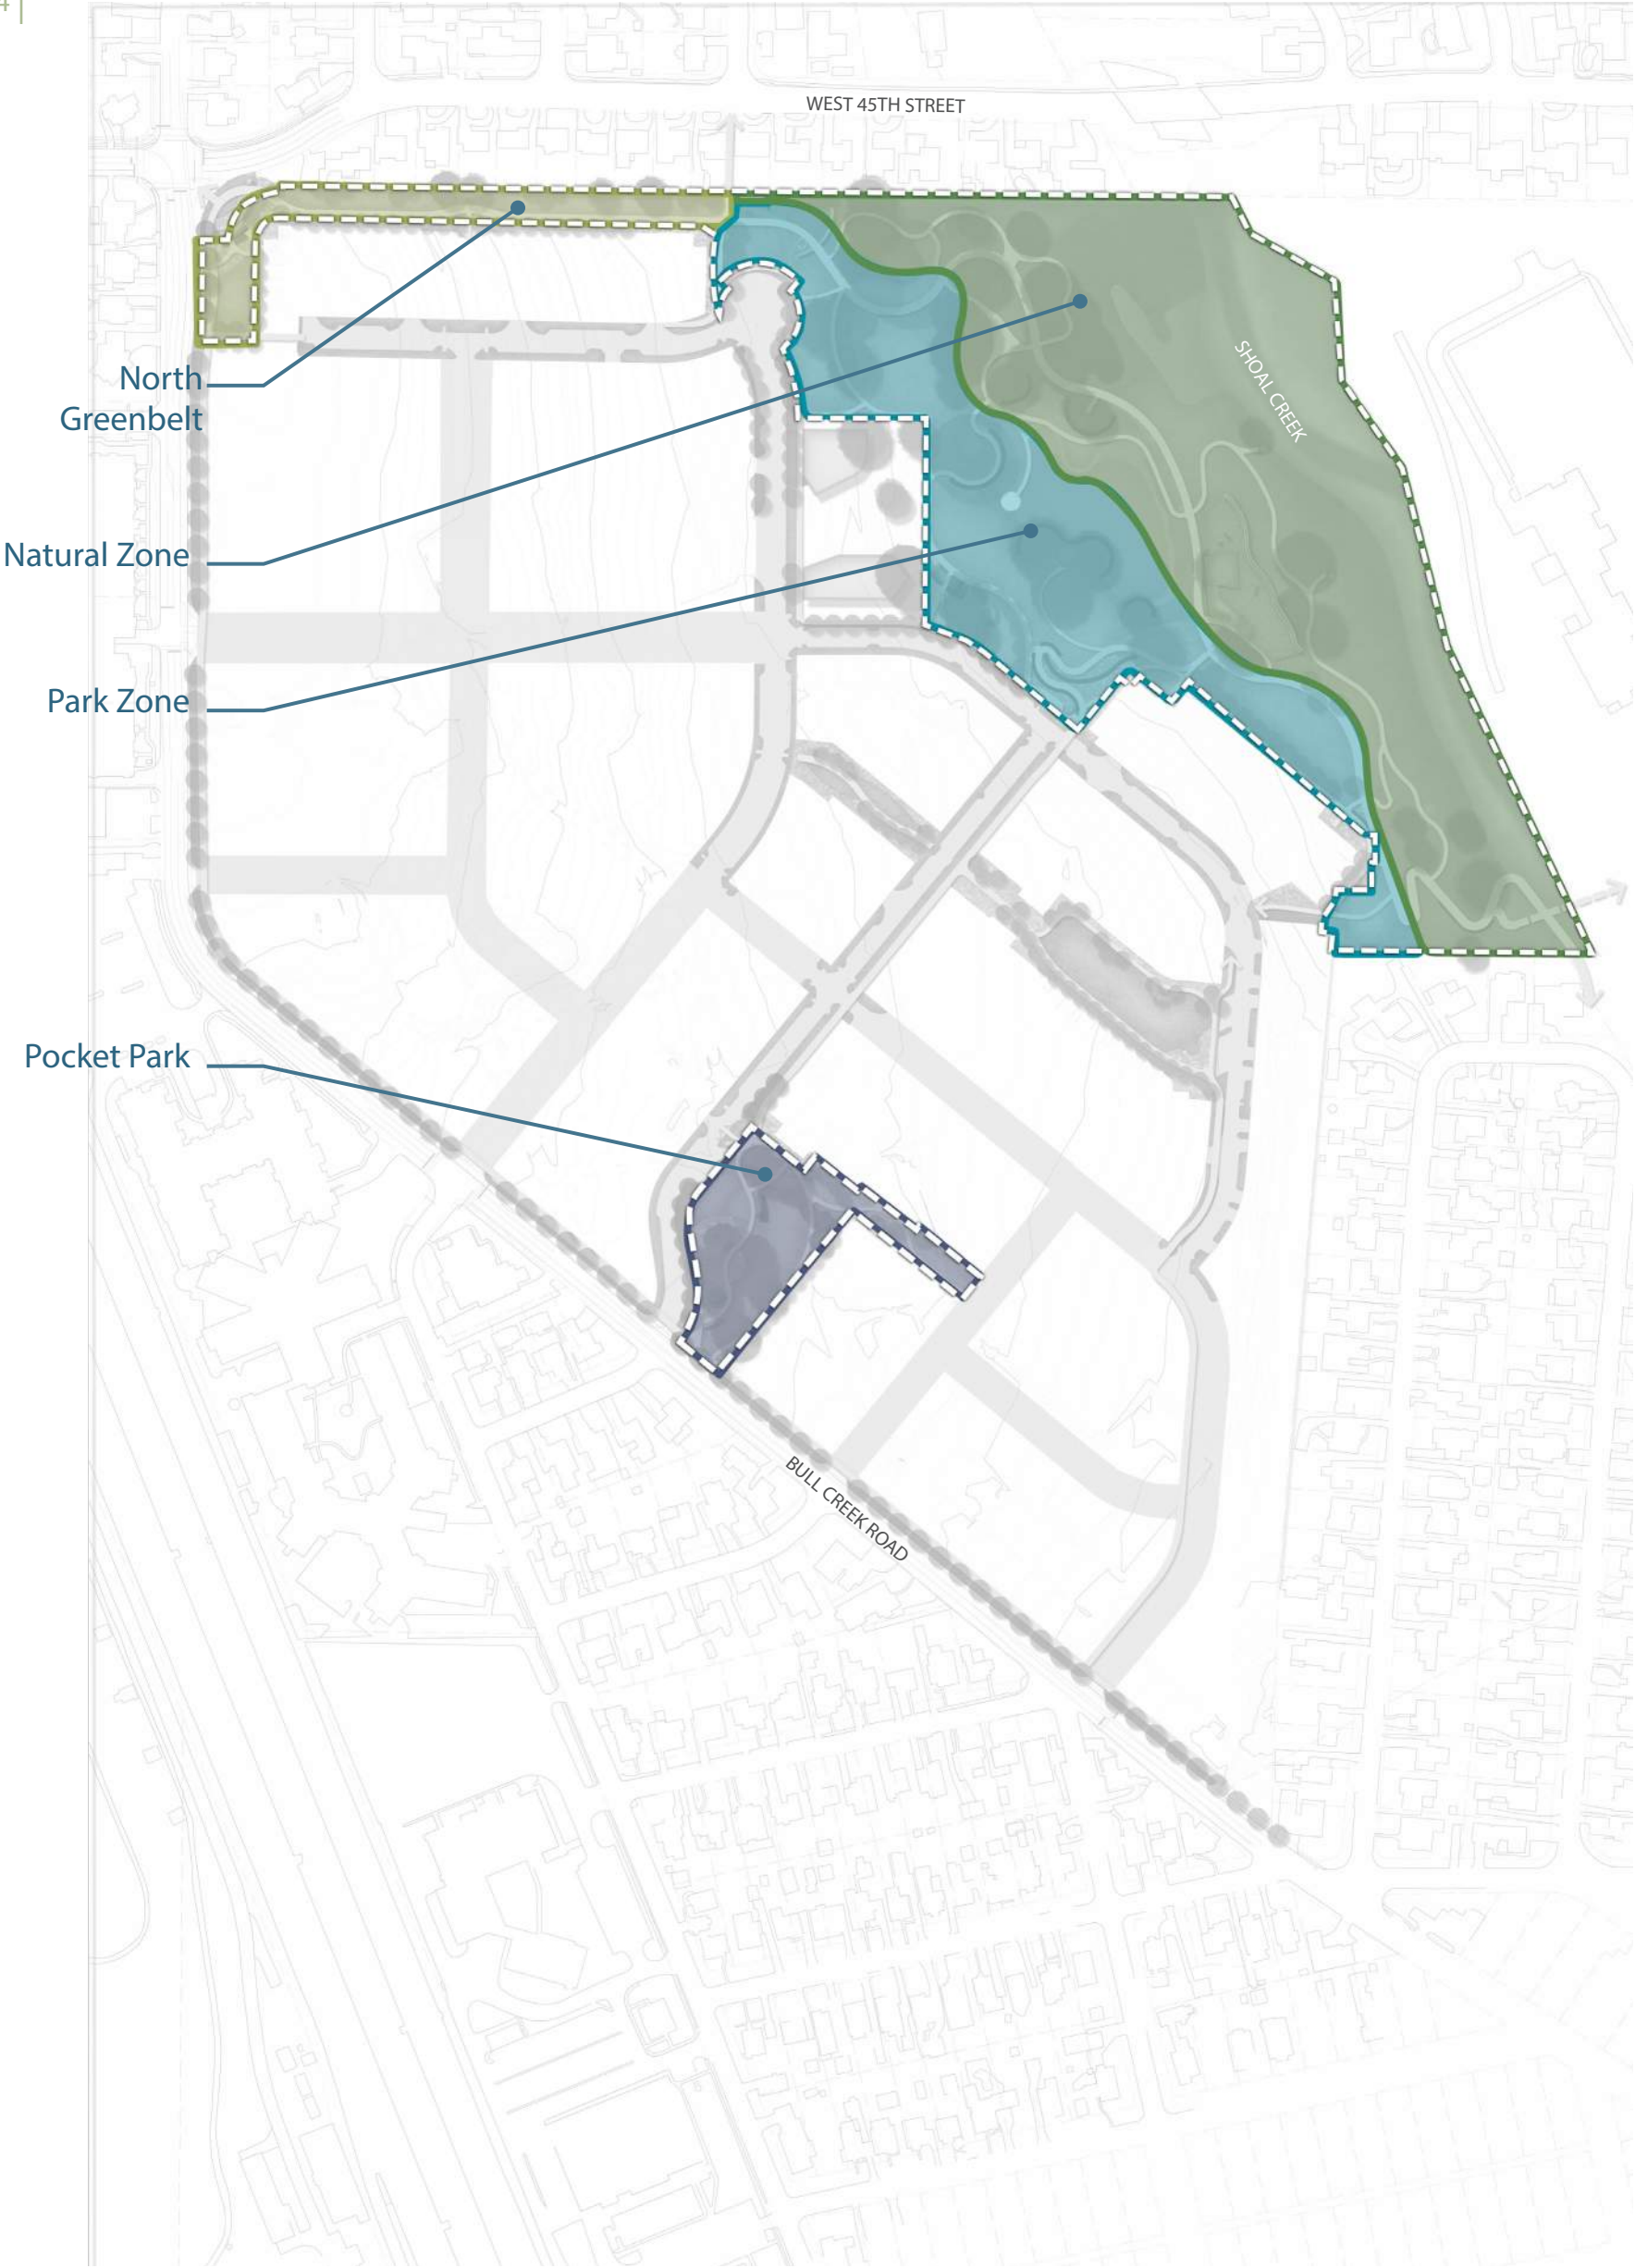 WEST 45TH STREET
North
Greenbelt
SHOAL CREEK
Natural Zone
Park Zone
Pocket Park
BULL CREEK ROAD